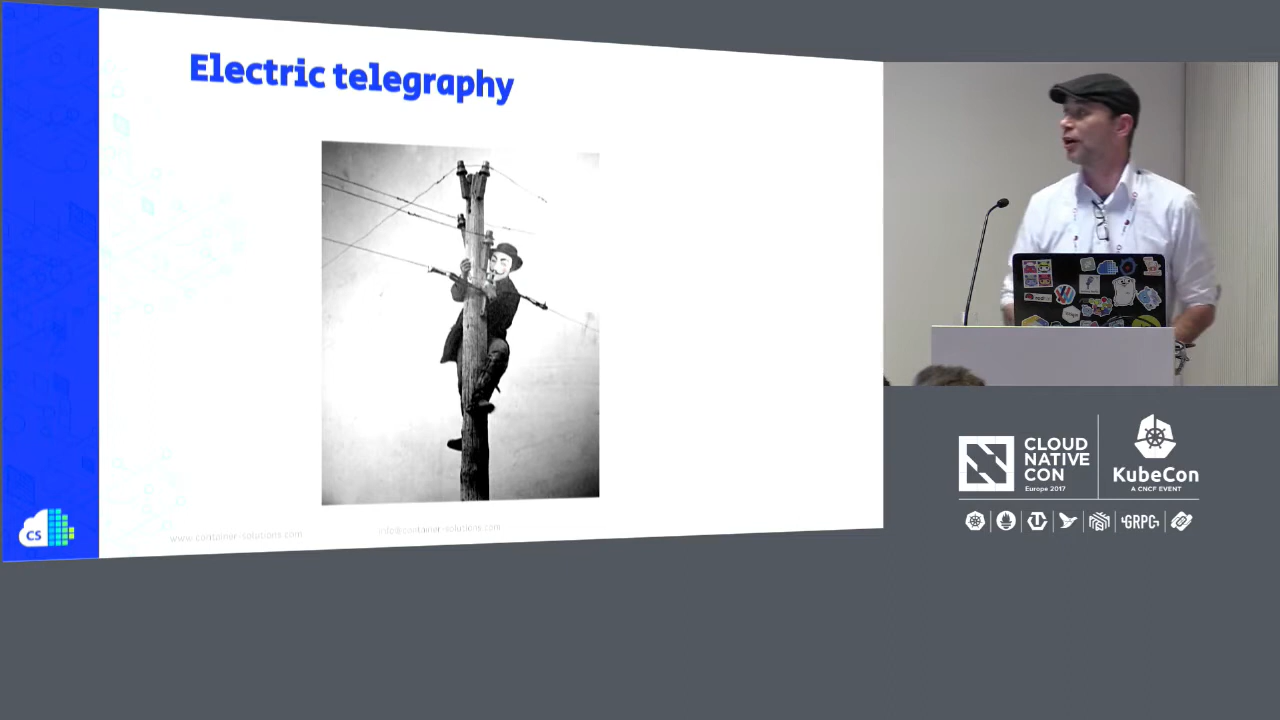 Electric telegraphy
CS
www.container-solutions.com
info@container-solutions.com
CLOUD
NATIVE
CON
Europe 2017
KubeCon
A CNCF EVENT
GRPC